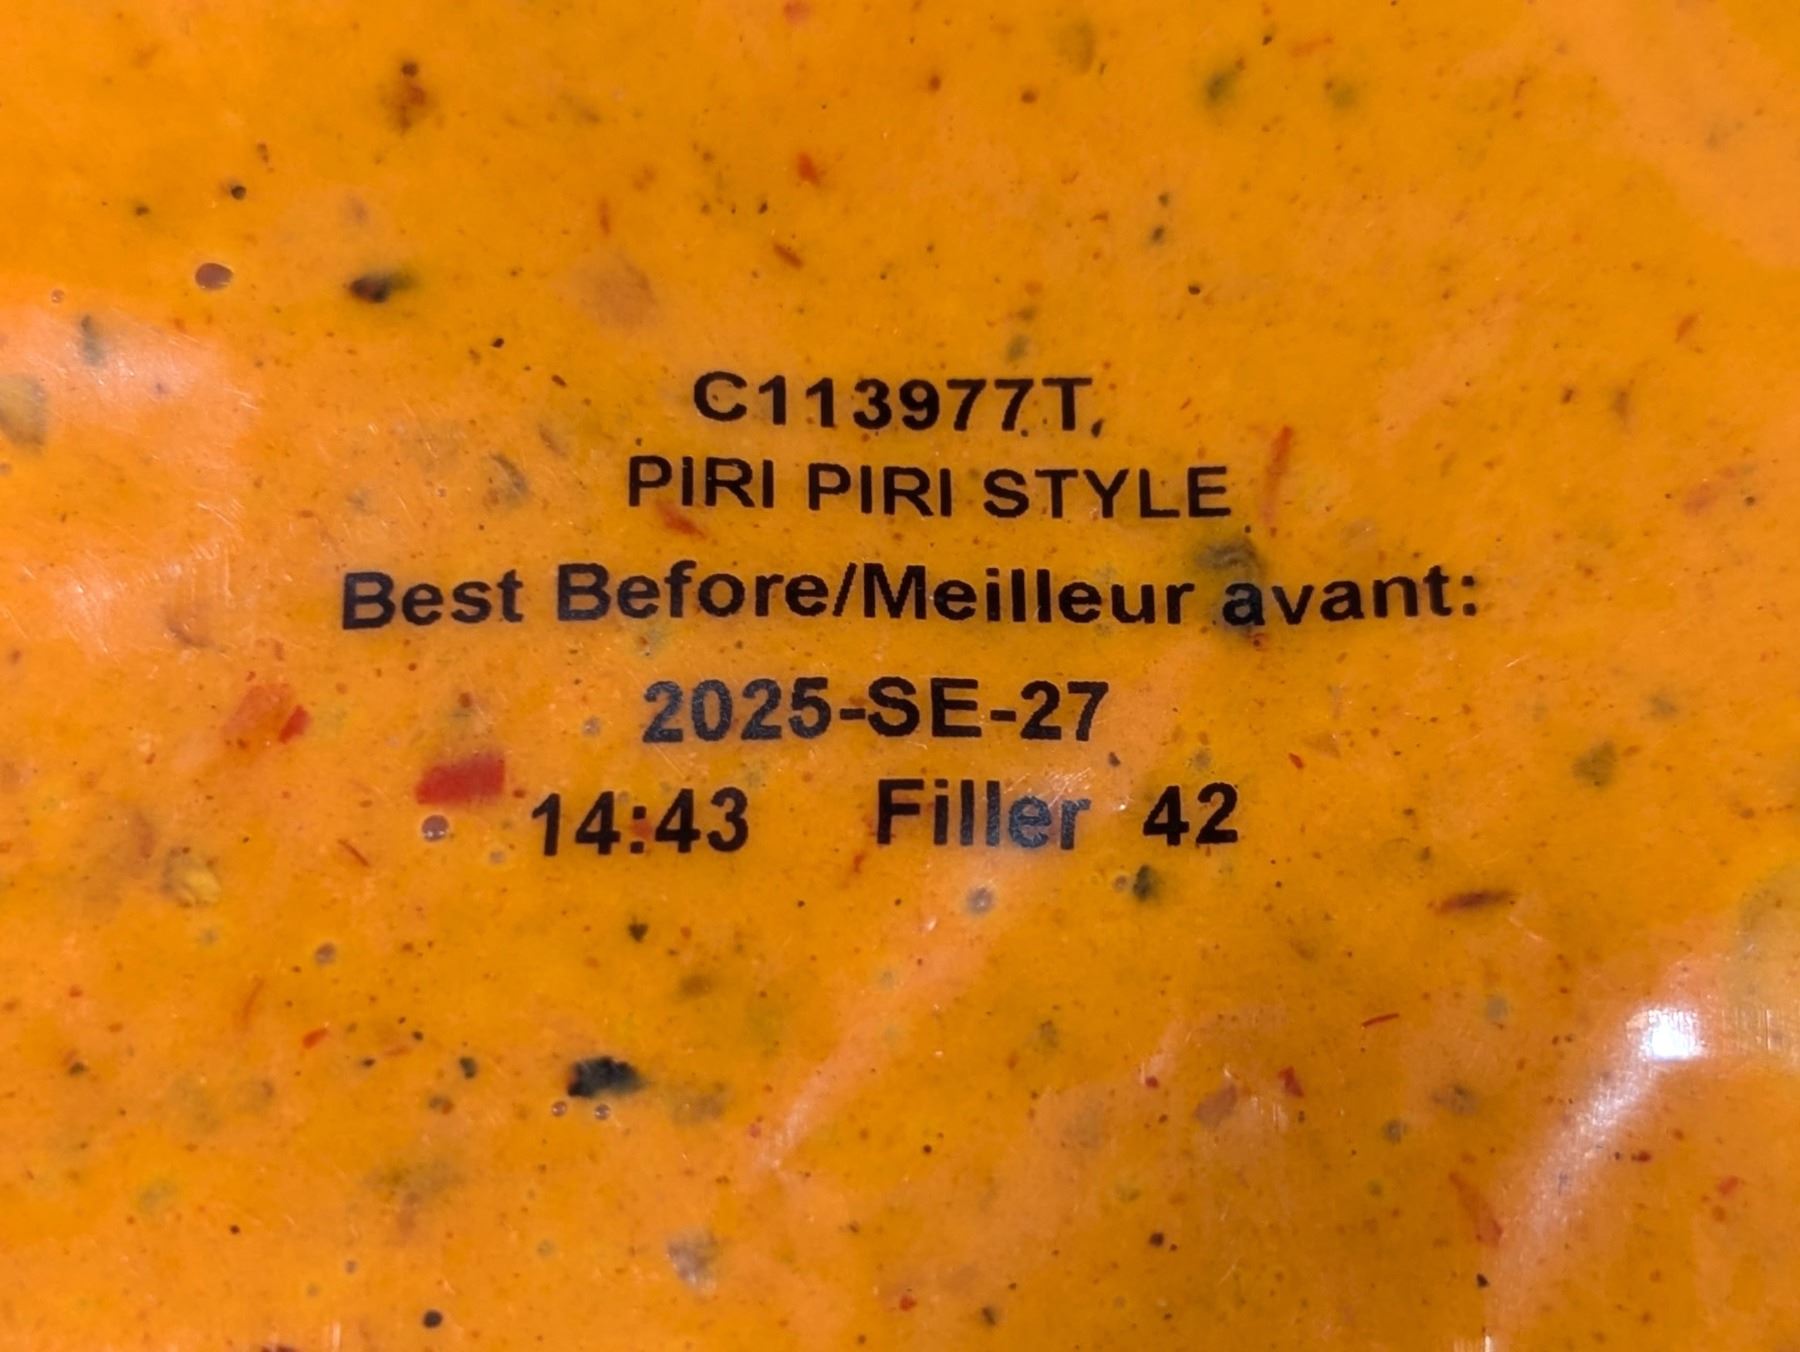 C113977T
PIRI PIRI STYLE
Best Before/Meilleur avant:
2025-SE-27
14:43 Filler 42